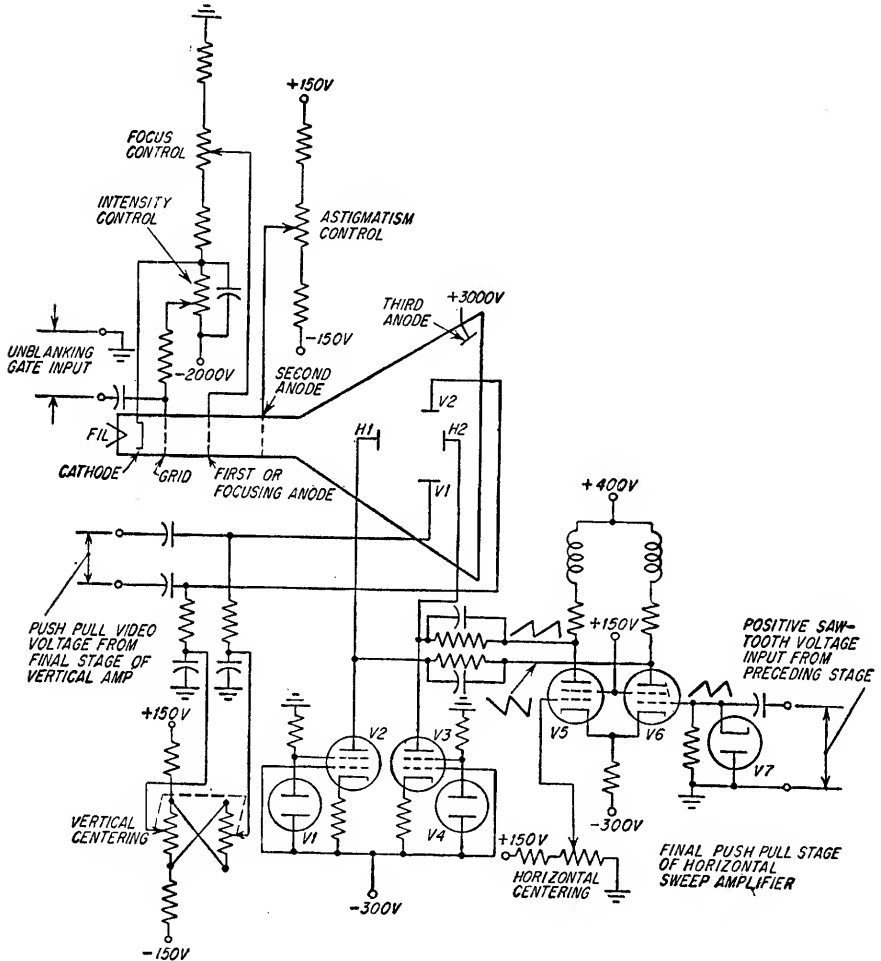 +150V
FOCUS
CONTROL
INTENSITY
CONTROL
ASTIGMATISM
CONTROL
+3000V
THIRD
ANODE
UNBLANKING
GATE INPUT
-2000V
-150V
SECOND
ANODE
V2
H1
H2
FIL
V1
CATHODE
GRID
FIRST OR
FOCUSING ANODE
+400V
PUSH PULL VIDEO
VOLTAGE FROM
FINAL STAGE OF
VERTICAL AMP
+150V
POSITIVE SAW-
TOOTH VOLTAGE
INPUT FROM
PRECEDING STAGE
V5
V6
V7
+150V
V2
V3
V1
V4
-300V
VERTICAL
CENTERING
+150V
HORIZONTAL
CENTERING
FINAL PUSH PULL STAGE
OF HORIZONTAL
SWEEP AMPLIFIER
-300V
-150V